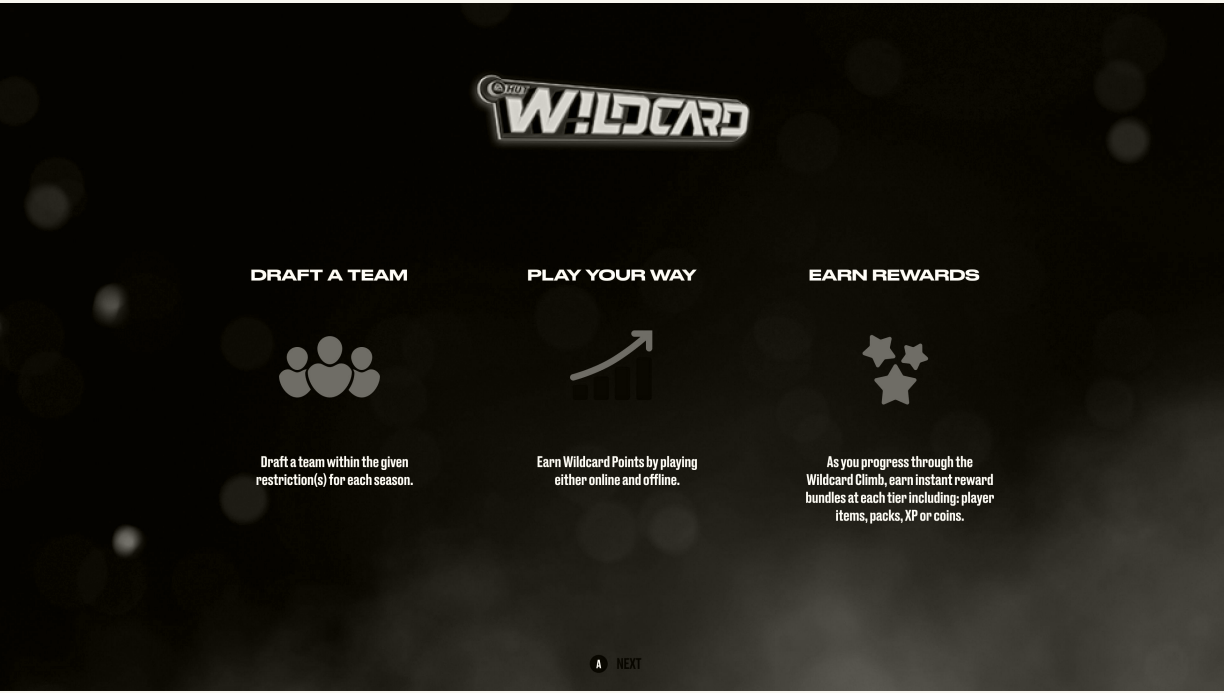 EA HUT
WILDCARD
DRAFT A TEAM
PLAY YOUR WAY
EARN REWARDS
Draft a team within the given
restriction(s) for each season.
Earn Wildcard Points by playing
either online and offline.
As you progress through the
Wildcard Climb, earn instant reward
bundles at each tier including: player
items, packs, XP or coins.
A NEXT